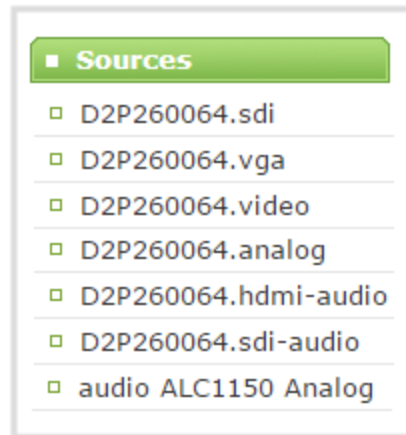 Sources
D2P260064.sdi
D2P260064.vga
D2P260064.video
D2P260064.analog
D2P260064.hdmi-audio
D2P260064.sdi-audio
audio ALC1150 Analog